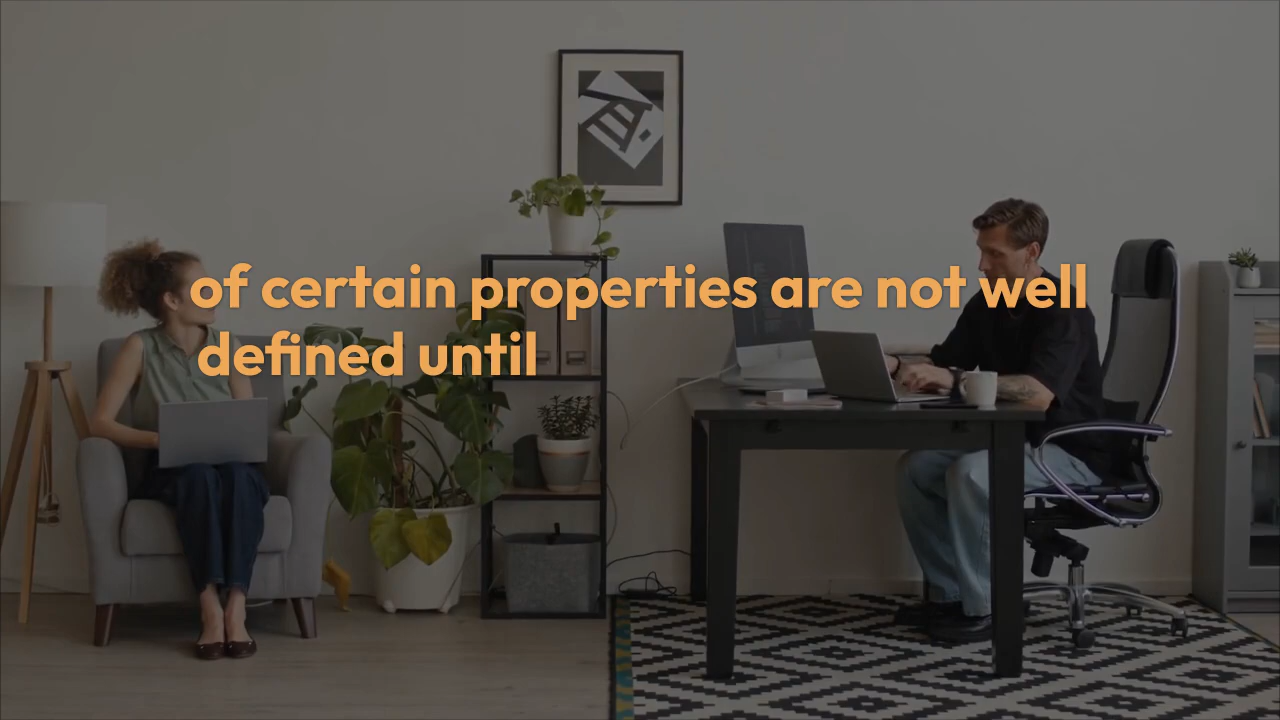 of certain properties are not well
defined until